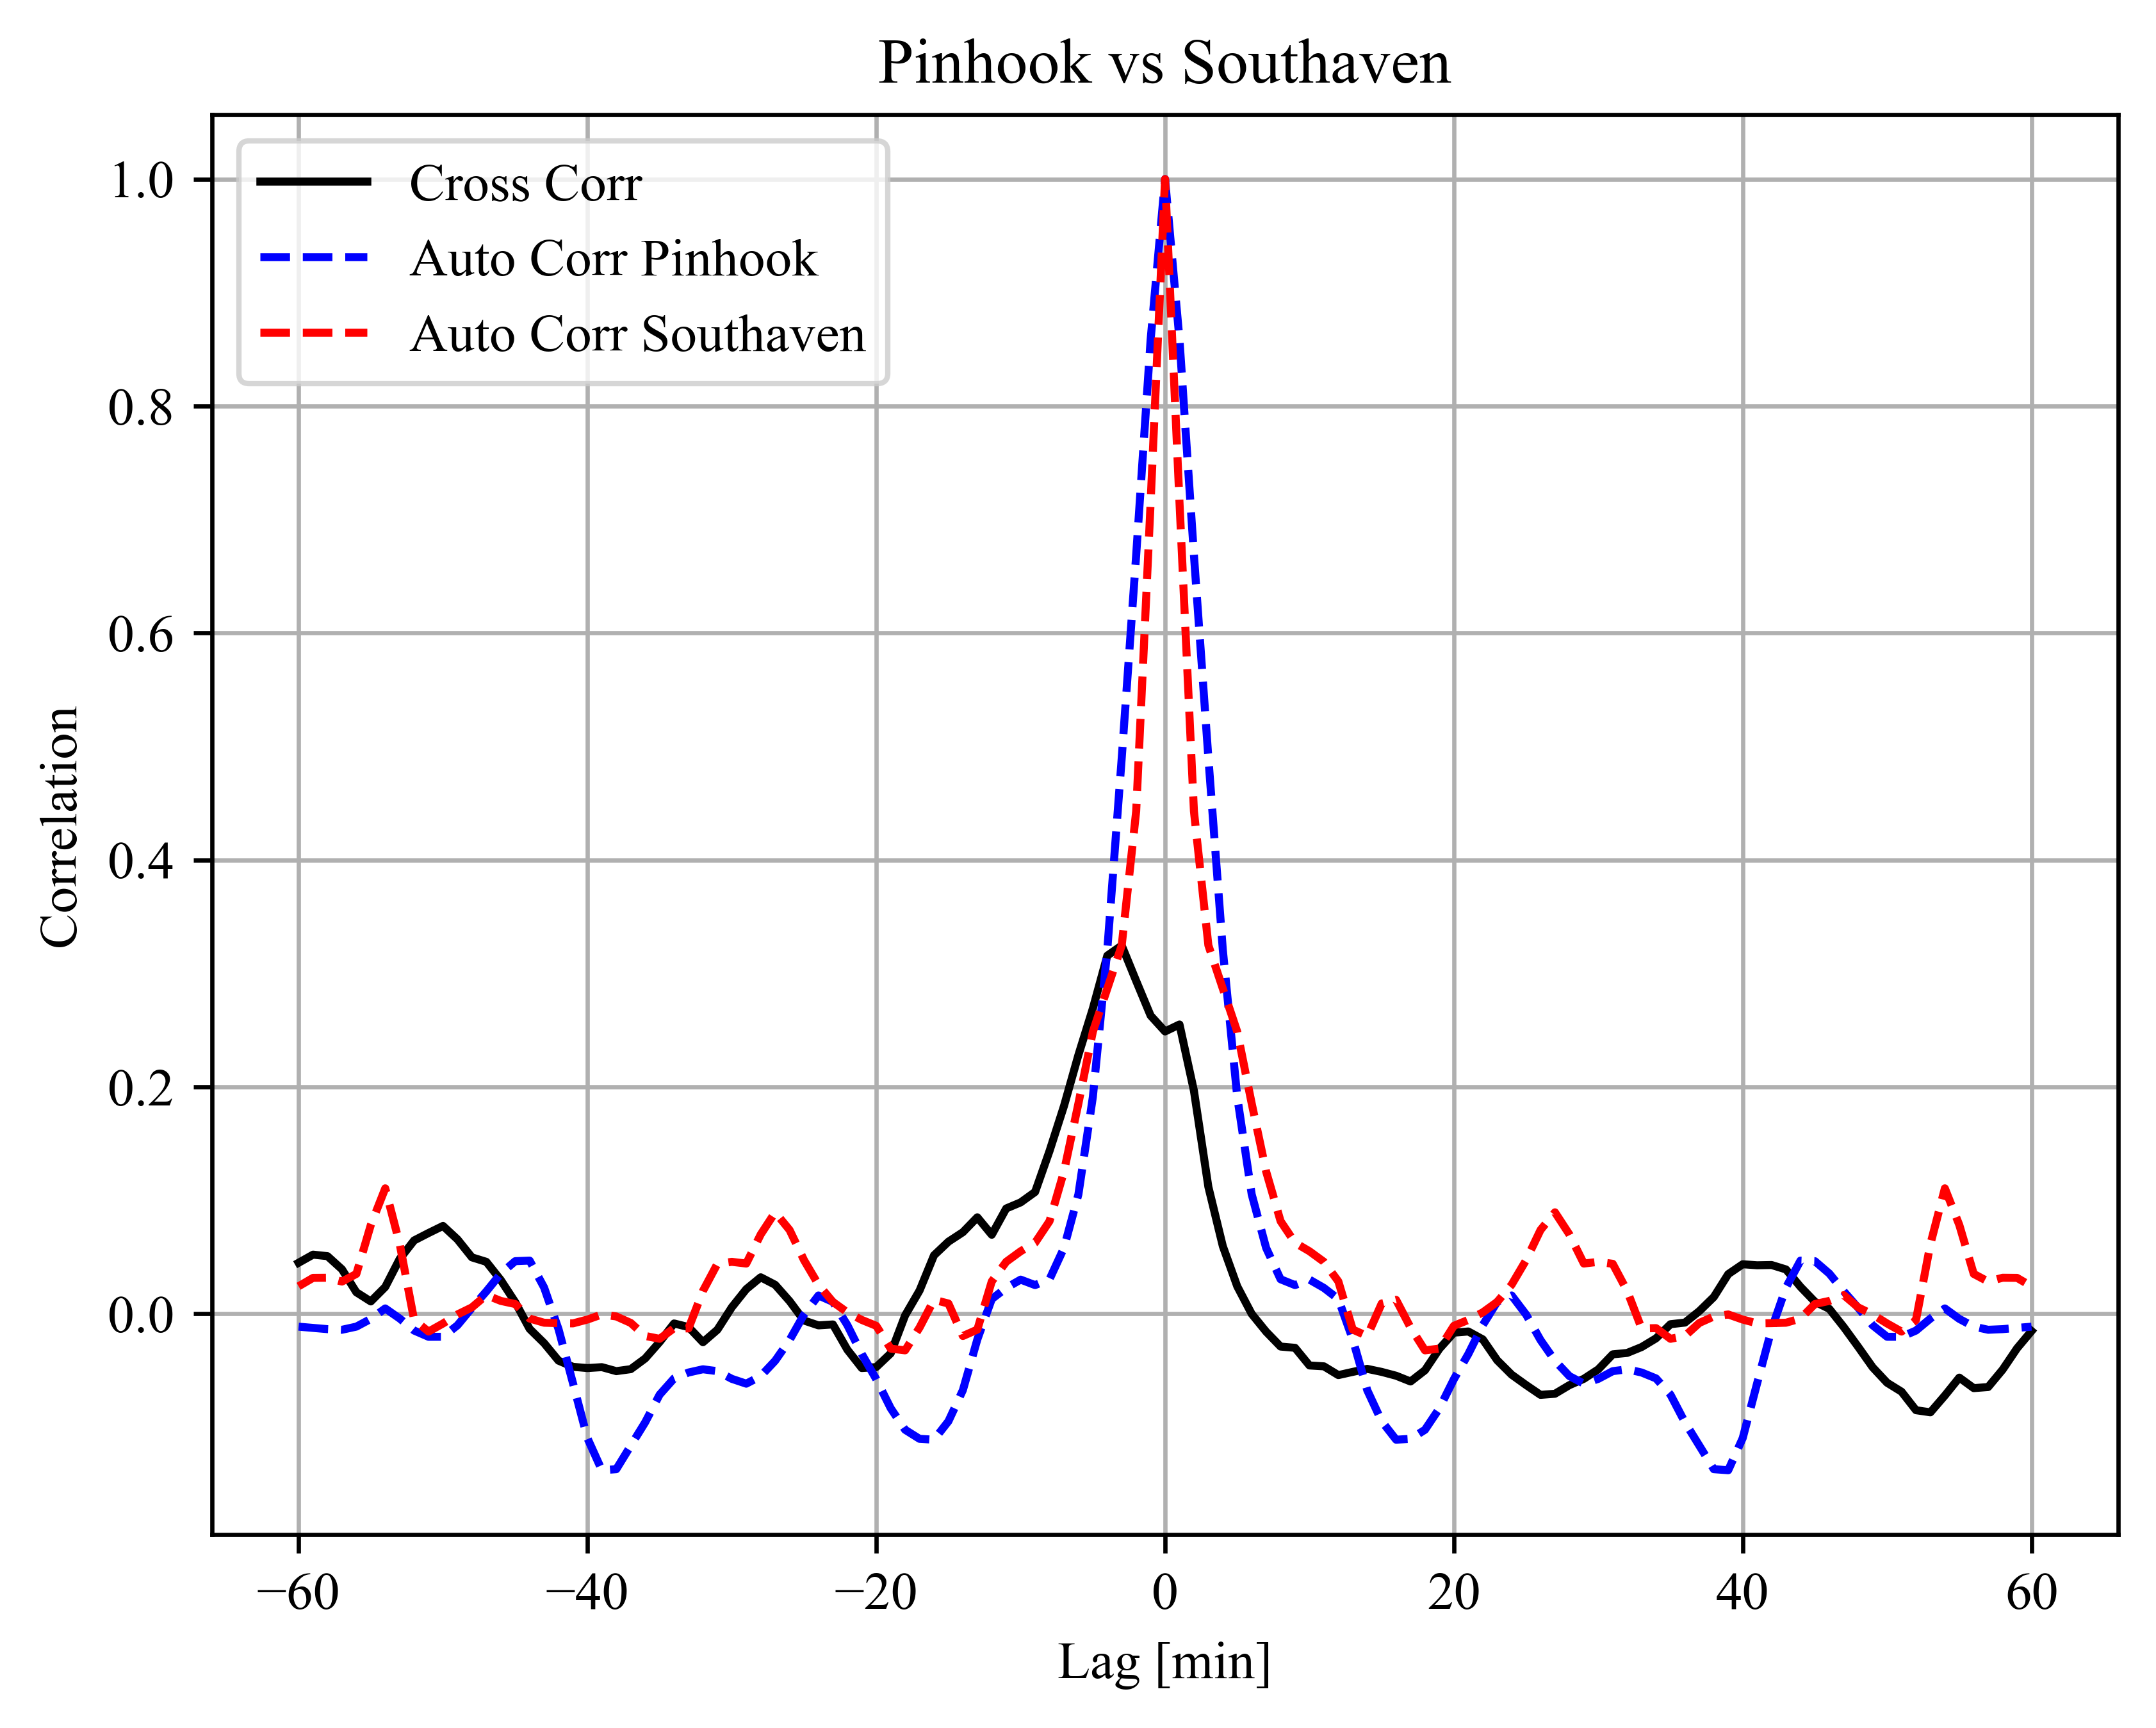 Pinhook vs Southaven
Cross Corr
Auto Corr Pinhook
Auto Corr Southaven
1.0
0.8
0.6
0.4
0.2
0.0
Correlation
−60 −40 −20 0 20 40 60
Lag [min]